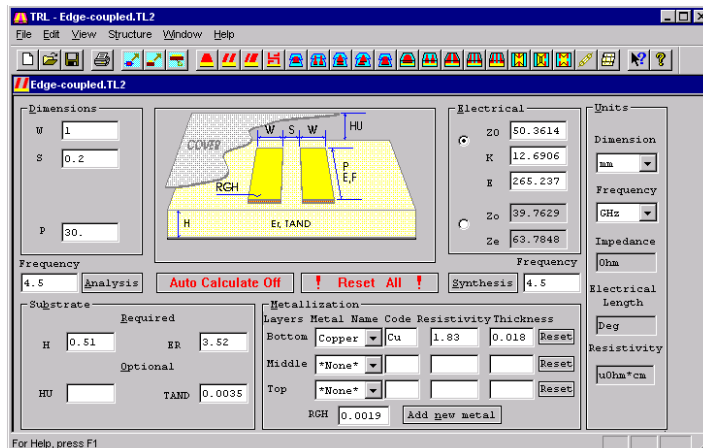 TRL - Edge-coupled.TL2
File Edit View Structure Window Help
Edge-coupled.TL2
Dimensions
W 1
S 0.2
P 30.
W S W HU
COVER
P
E,F
RGH
H Er, TAND
Electrical
Z0 50.3614
K 12.6906
E 265.237
Zo 39.7629
Ze 63.7848
Units
Dimension
mm
Frequency
GHz
Impedance
Ohm
Electrical
Length
Deg
Resistivity
uOhm*cm
Frequency
4.5 Analysis
Auto Calculate Off
! Reset All !
Frequency
Synthesis 4.5
Substrate
Required
H 0.51 ER 3.52
Optional
HU TAND 0.0035
Metallization
Layers Metal Name Code Resistivity Thickness
Bottom Copper Cu 1.83 0.018 Reset
Middle *None* Reset
Top *None* Reset
RGH 0.0019 Add new metal
For Help, press F1